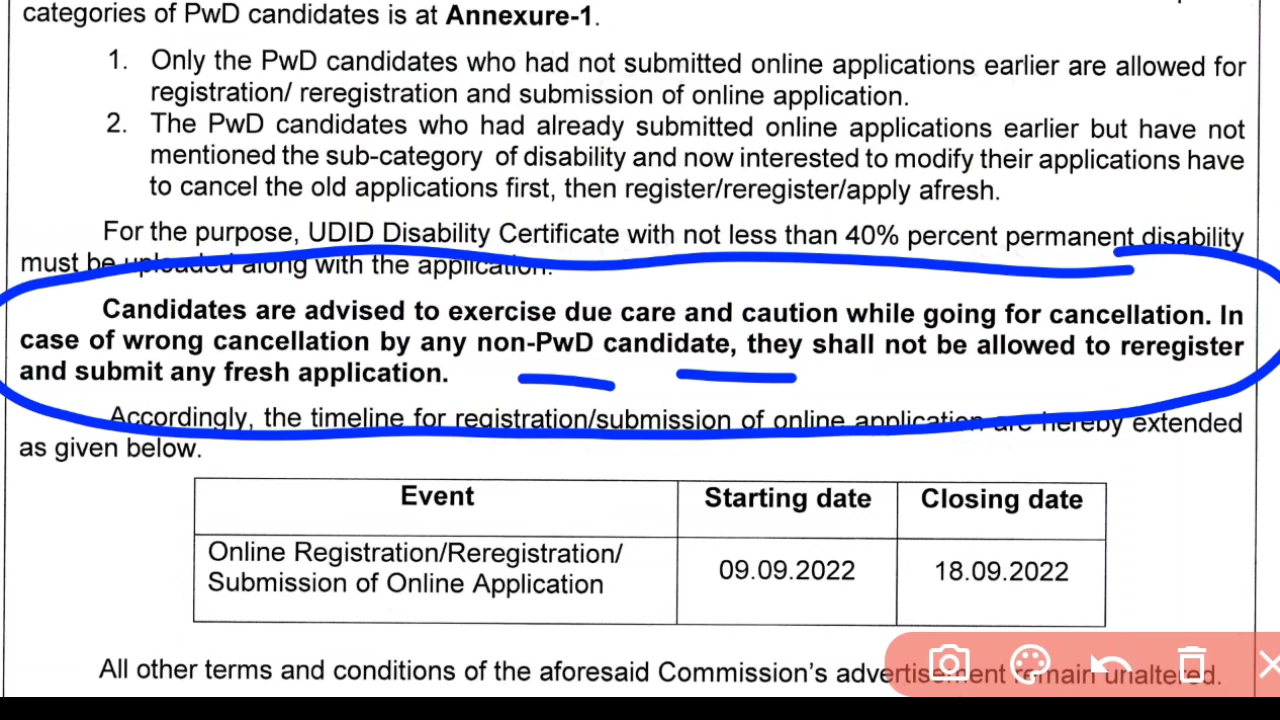 categories of PwD candidates is at Annexure-1.
1. Only the PwD candidates who had not submitted online applications earlier are allowed for
registration/ reregistration and submission of online application.
2. The PwD candidates who had already submitted online applications earlier but have not
mentioned the sub-category of disability and now interested to modify their applications have
to cancel the old applications first, then register/reregister/apply afresh.
For the purpose, UDID Disability Certificate with not less than 40% percent permanent disability
must be uploaded along with the application.
Candidates are advised to exercise due care and caution while going for cancellation. In
case of wrong cancellation by any non-PwD candidate, they shall not be allowed to reregister
and submit any fresh application.
Accordingly, the timeline for registration/submission of online application are hereby extended
as given below.
Event Starting date Closing date
Online Registration/Reregistration/
Submission of Online Application 09.09.2022 18.09.2022
All other terms and conditions of the aforesaid Commission's advertisement remain unaltered.